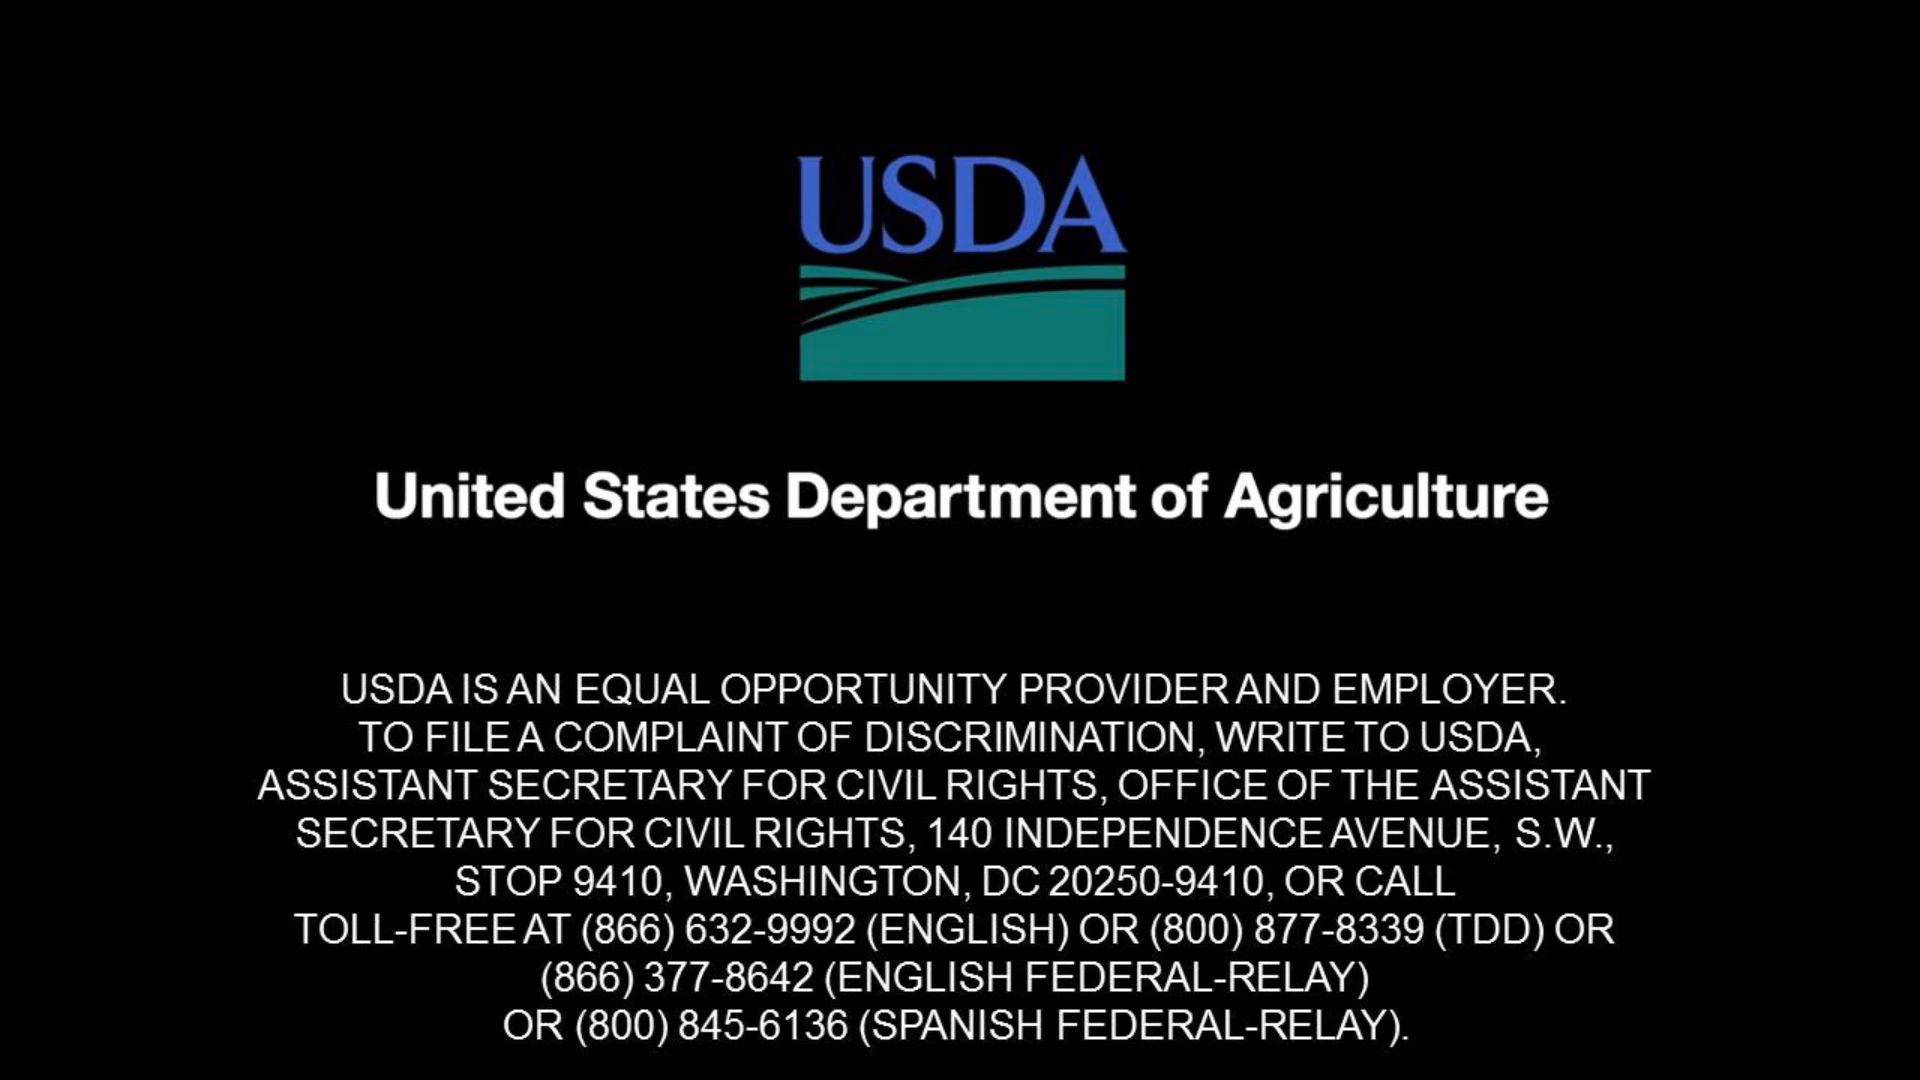 USDA
United States Department of Agriculture
USDA IS AN EQUAL OPPORTUNITY PROVIDER AND EMPLOYER.
TO FILE A COMPLAINT OF DISCRIMINATION, WRITE TO USDA,
ASSISTANT SECRETARY FOR CIVIL RIGHTS, OFFICE OF THE ASSISTANT
SECRETARY FOR CIVIL RIGHTS, 140 INDEPENDENCE AVENUE, S.W.,
STOP 9410, WASHINGTON, DC 20250-9410, OR CALL
TOLL-FREE AT (866) 632-9992 (ENGLISH) OR (800) 877-8339 (TDD) OR
(866) 377-8642 (ENGLISH FEDERAL-RELAY)
OR (800) 845-6136 (SPANISH FEDERAL-RELAY).